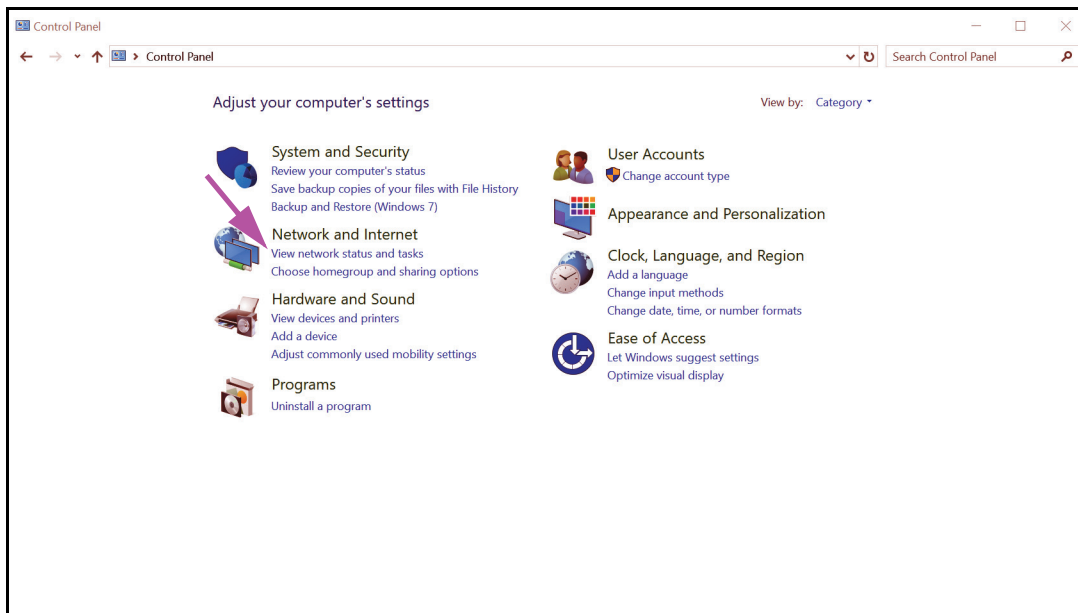 Control Panel
Control Panel
Search Control Panel
Adjust your computer's settings
View by: Category
System and Security
Review your computer's status
Save backup copies of your files with File History
Backup and Restore (Windows 7)
Network and Internet
View network status and tasks
Choose homegroup and sharing options
Hardware and Sound
View devices and printers
Add a device
Adjust commonly used mobility settings
Programs
Uninstall a program
User Accounts
Change account type
Appearance and Personalization
Clock, Language, and Region
Add a language
Change input methods
Change date, time, or number formats
Ease of Access
Let Windows suggest settings
Optimize visual display